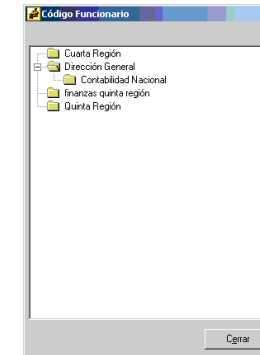 Código Funcionario
Cuarta Región
Dirección General
Contabilidad Nacional
finanzas quinta región
Quinta Región
Cerrar